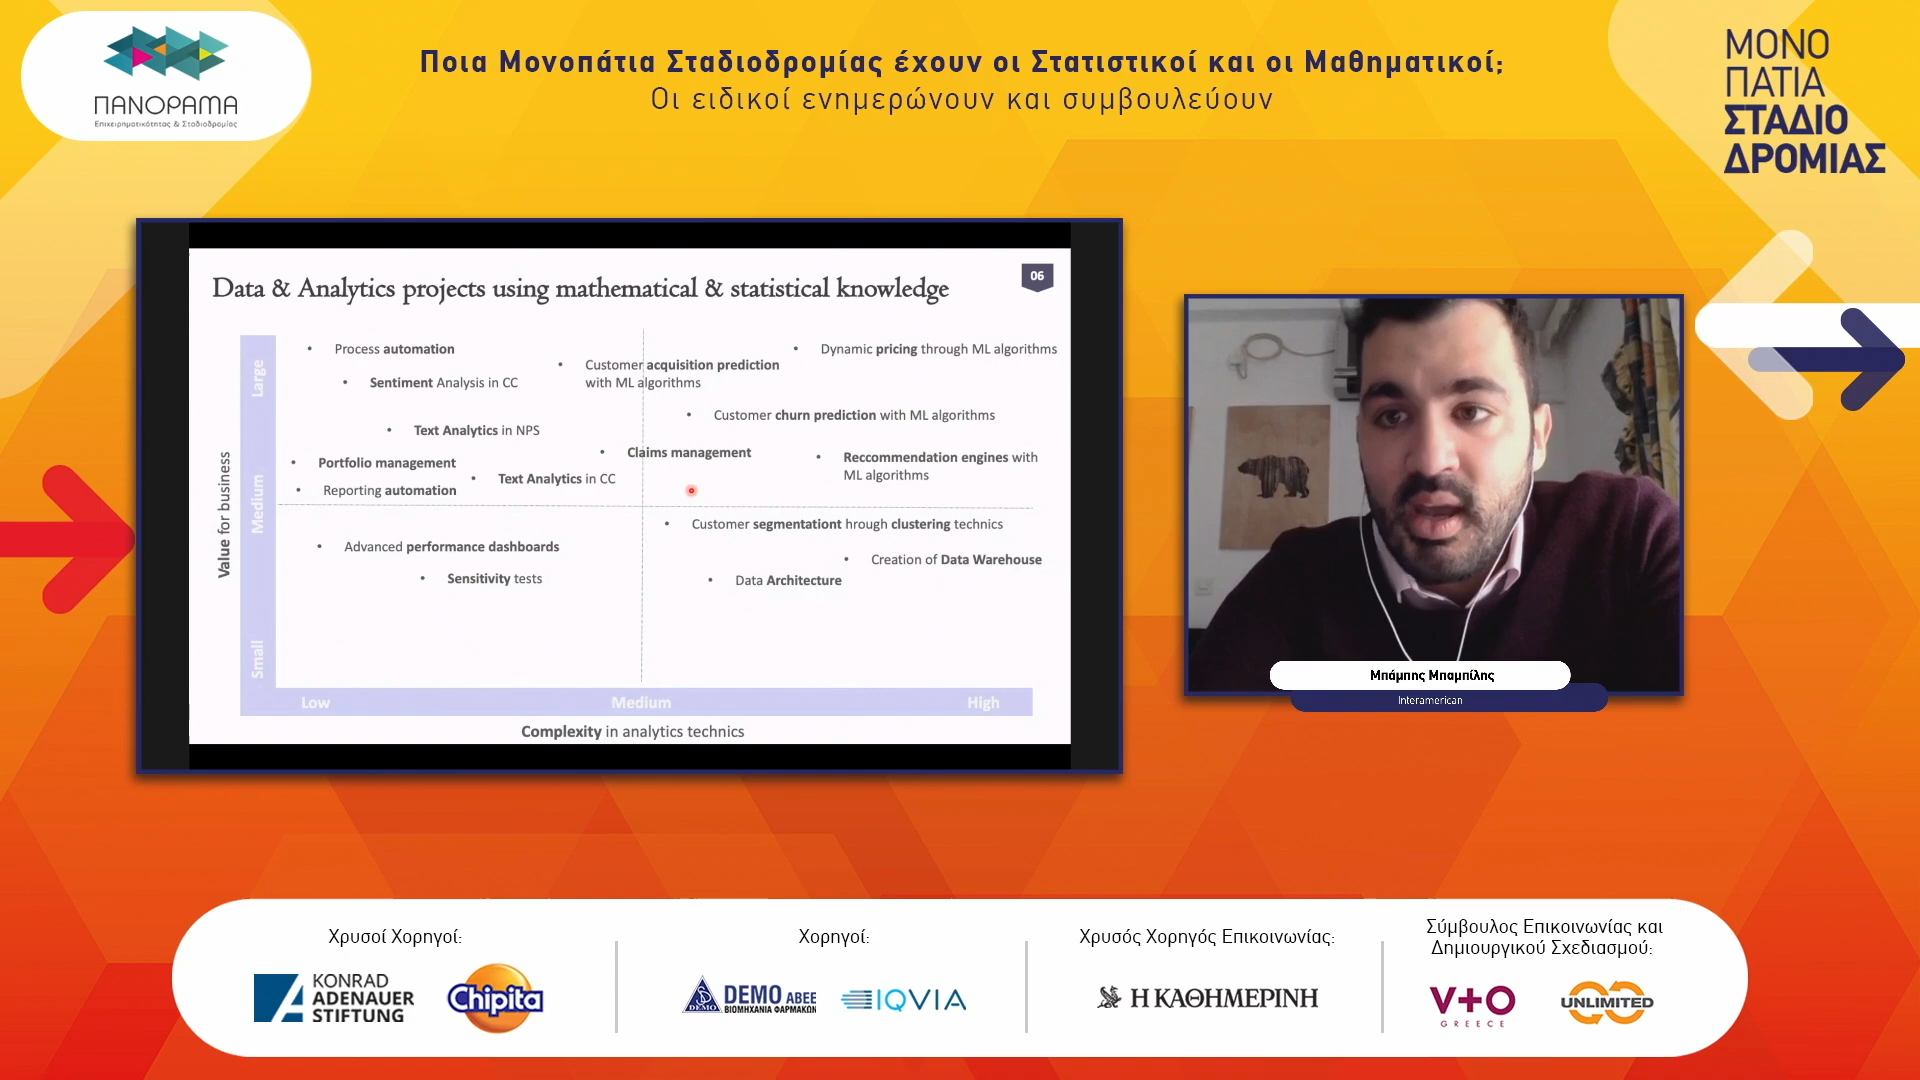 ΠΑΝΟΡΑΜΑ
Επιχειρηματικότητας & Σταδιοδρομίας
Ποια Μονοπάτια Σταδιοδρομίας έχουν οι Στατιστικοί και οι Μαθηματικοί;
Οι ειδικοί ενημερώνουν και συμβουλεύουν
ΜΟΝΟ
ΠΑΤΙΑ
ΣΤΑΔΙΟ
ΔΡΟΜΙΑΣ
Data & Analytics projects using mathematical & statistical knowledge
06
Value for business
Large
Medium
Small
• Process automation
• Sentiment Analysis in CC
• Customer acquisition prediction
with ML algorithms
• Dynamic pricing through ML algorithms
• Customer churn prediction with ML algorithms
• Text Analytics in NPS
• Claims management
• Reccommendation engines with
ML algorithms
• Portfolio management
• Text Analytics in CC
• Reporting automation
• Customer segmentationt hrough clustering technics
• Advanced performance dashboards
• Creation of Data Warehouse
• Sensitivity tests
• Data Architecture
Low
Medium
High
Complexity in analytics technics
Μπάμπης Μπαμπίλης
Interamerican
Χρυσοί Χορηγοί:
KONRAD
ADENAUER
STIFTUNG
Chipita
Χορηγοί:
DEMO
DEMO ABEE
ΒΙΟΜΗΧΑΝΙΑ ΦΑΡΜΑΚΩΝ
IQVIA
Χρυσός Χορηγός Επικοινωνίας:
Η ΚΑΘΗΜΕΡΙΝΗ
Σύμβουλος Επικοινωνίας και
Δημιουργικού Σχεδιασμού:
V+O
GREECE
UNLIMITED